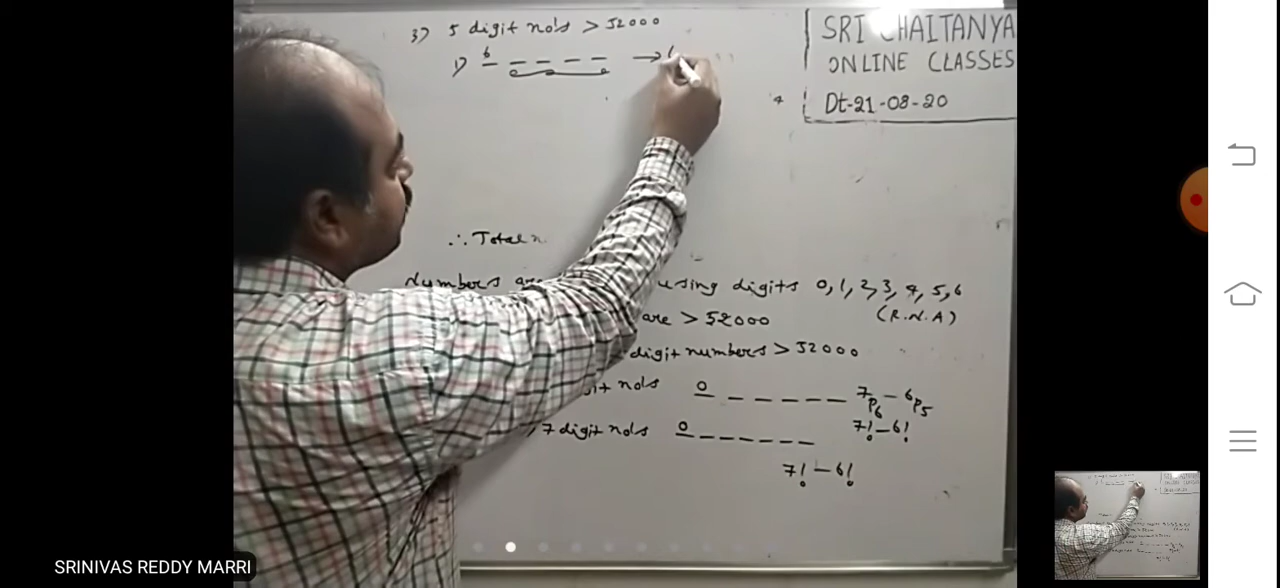 3) 5 digit no's > 52000
1) 6 _ _ _ _ →
SRI CHAITANYA
ONLINE CLASSES
Dt-21-08-20
∴ Total n
Numbers are using digits 0, 1, 2, 3, 4, 5, 6
are > 52000 (R.N.A)
digit numbers > 52000
digit no's 0 _ _ _ _ _ 7p6 - 6p5
7! - 6!
7 digit no's 0 _ _ _ _ _ _
7! - 6!
SRINIVAS REDDY MARRI